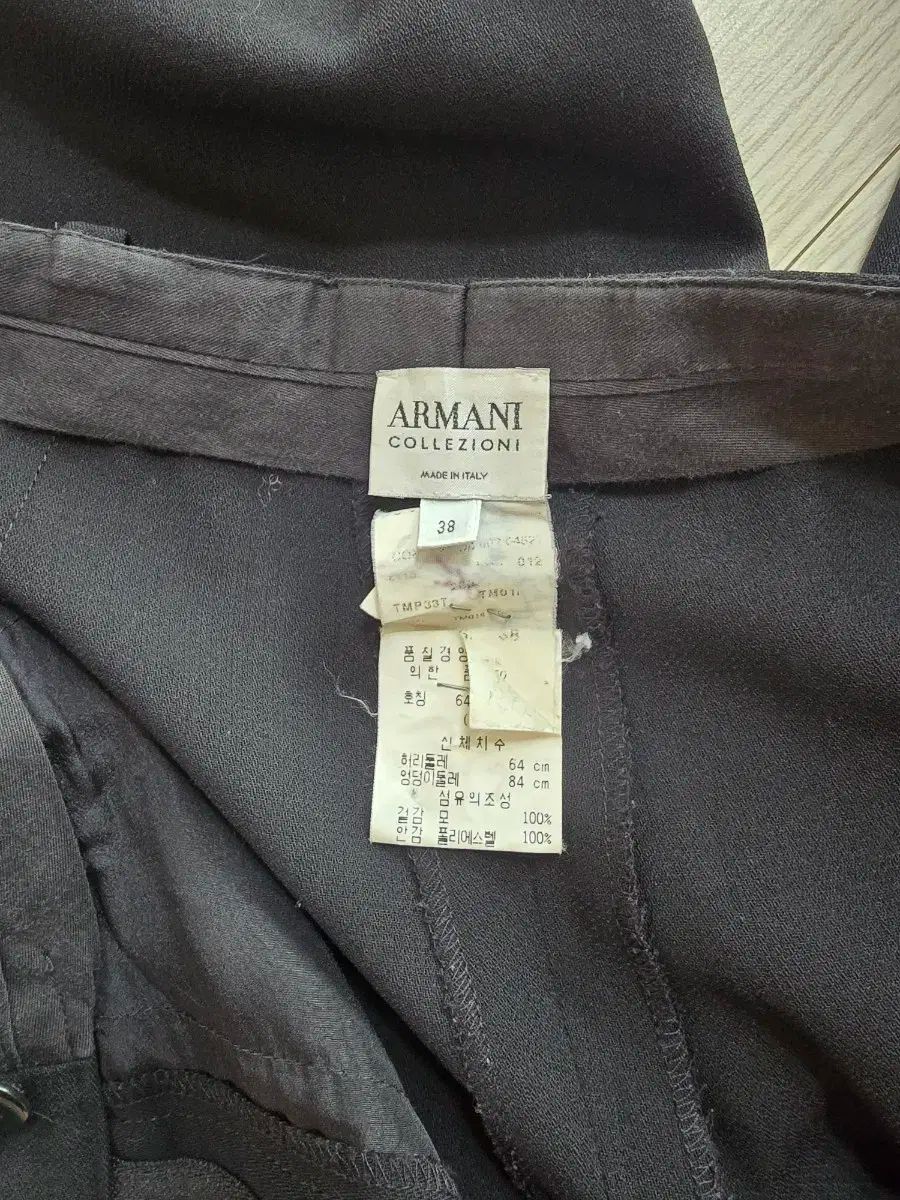 ARMANI
COLLEZIONI
MADE IN ITALY
38
012
TMP33T
품질경
의한
호칭 64
신체치수
허리둘레 64 cm
엉덩이둘레 84 cm
섬유의조성
겉감 모 100%
안감 폴리에스텔 100%